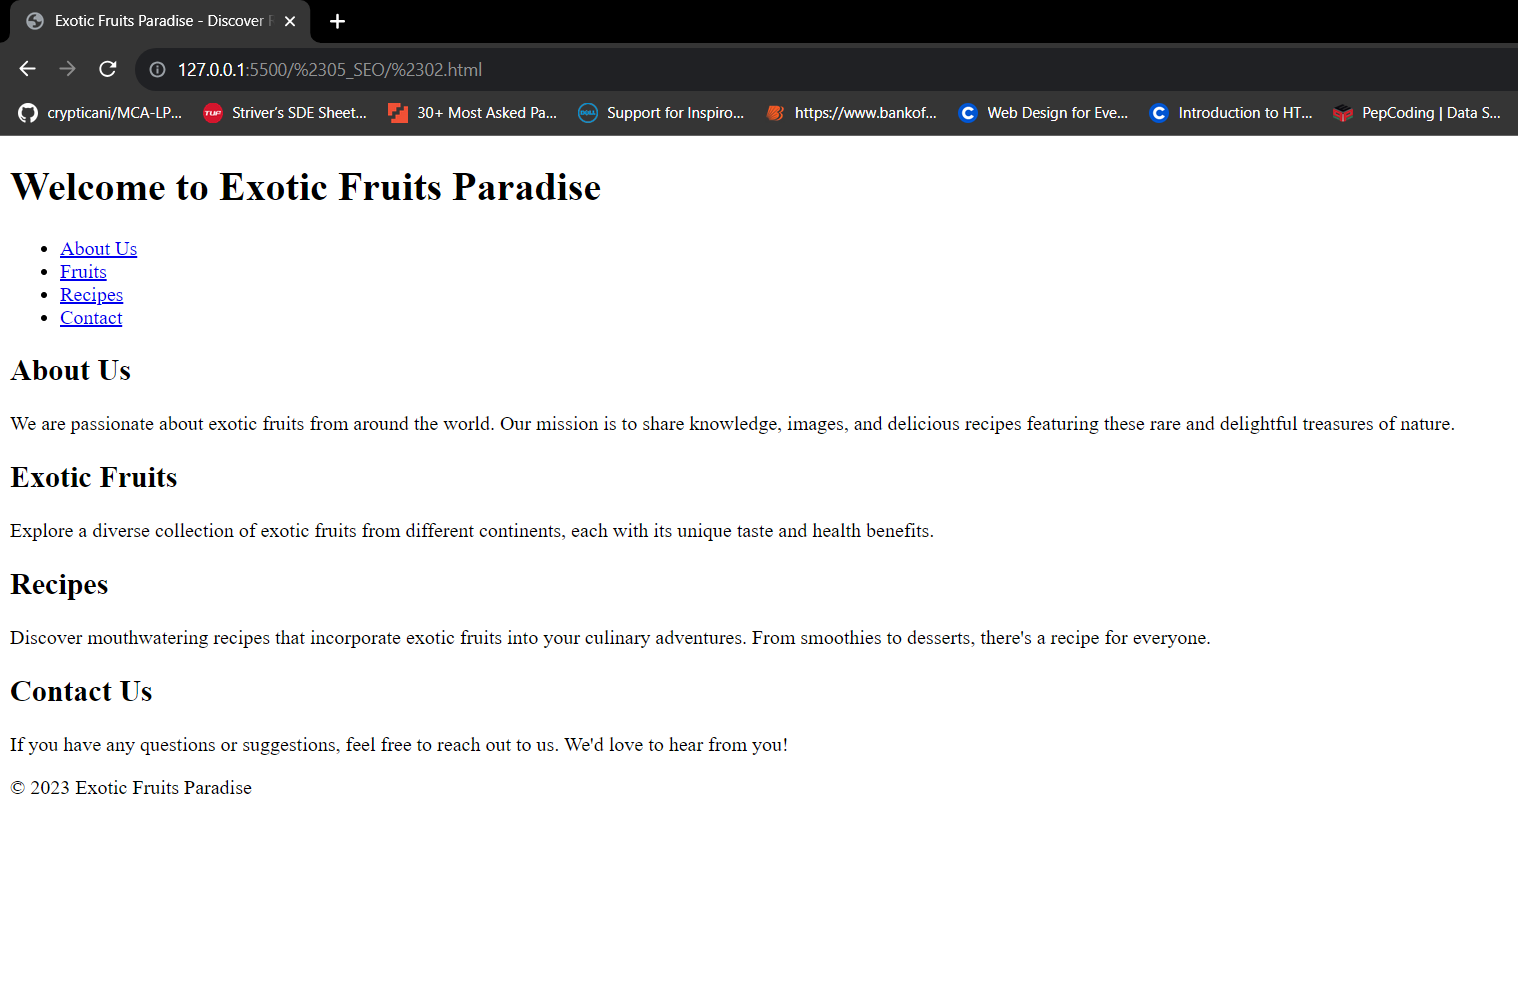 Exotic Fruits Paradise - Discover
127.0.0.1:5500/%2305_SEO/%2302.html
crypticani/MCA-LP... TUF Striver's SDE Sheet... 30+ Most Asked Pa... DELL Support for Inspiro... https://www.bankof... C Web Design for Eve... C Introduction to HT... PepCoding | Data S...
Welcome to Exotic Fruits Paradise
• About Us
• Fruits
• Recipes
• Contact
About Us
We are passionate about exotic fruits from around the world. Our mission is to share knowledge, images, and delicious recipes featuring these rare and delightful treasures of nature.
Exotic Fruits
Explore a diverse collection of exotic fruits from different continents, each with its unique taste and health benefits.
Recipes
Discover mouthwatering recipes that incorporate exotic fruits into your culinary adventures. From smoothies to desserts, there's a recipe for everyone.
Contact Us
If you have any questions or suggestions, feel free to reach out to us. We'd love to hear from you!
© 2023 Exotic Fruits Paradise